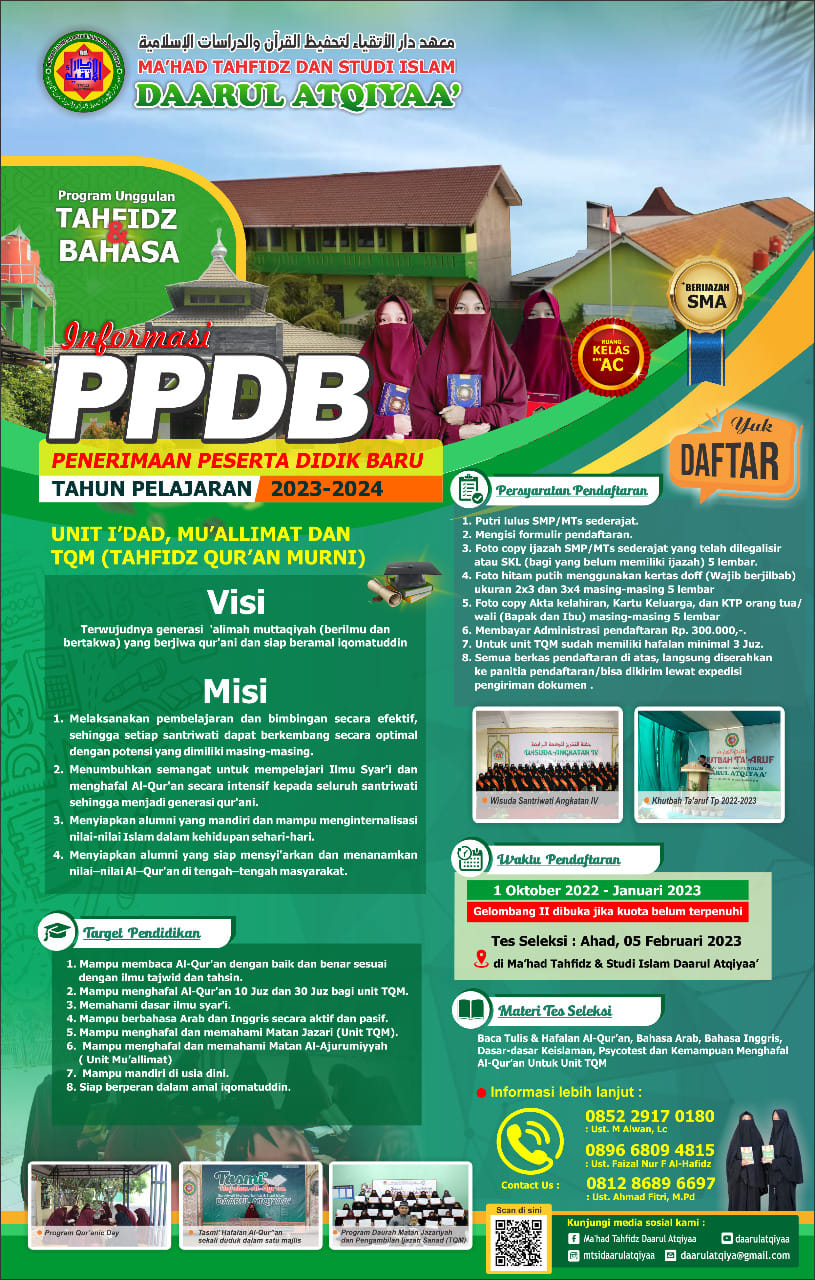 معهد دار الأتقياء لتحفيظ القرآن والدراسات الإسلامية
MA'HAD TAHFIDZ DAN STUDI ISLAM
DAARUL ATQIYAA'
Program Unggulan
TAHFIDZ
&
BAHASA
*BERIJAZAH
SMA
RUANG
KELAS
BER AC
Informasi
PPDB
PENERIMAAN PESERTA DIDIK BARU
TAHUN PELAJARAN 2023-2024
Yuk
DAFTAR
UNIT I'DAD, MU'ALLIMAT DAN
TQM (TAHFIDZ QUR'AN MURNI)
Visi
Terwujudnya generasi 'alimah muttaqiyah (berilmu dan
bertakwa) yang berjiwa qur'ani dan siap beramal iqomatuddin
Misi
1. Melaksanakan pembelajaran dan bimbingan secara efektif,
sehingga setiap santriwati dapat berkembang secara optimal
dengan potensi yang dimiliki masing-masing.
2. Menumbuhkan semangat untuk mempelajari Ilmu Syar'i dan
menghafal Al-Qur'an secara intensif kepada seluruh santriwati
sehingga menjadi generasi qur'ani.
3. Menyiapkan alumni yang mandiri dan mampu menginternalisasi
nilai-nilai Islam dalam kehidupan sehari-hari.
4. Menyiapkan alumni yang siap mensyi'arkan dan menanamkan
nilai–nilai Al–Qur'an di tengah–tengah masyarakat.
Target Pendidikan
1. Mampu membaca Al-Qur'an dengan baik dan benar sesuai
dengan ilmu tajwid dan tahsin.
2. Mampu menghafal Al-Qur'an 10 Juz dan 30 Juz bagi unit TQM.
3. Memahami dasar ilmu syar'i.
4. Mampu berbahasa Arab dan Inggris secara aktif dan pasif.
5. Mampu menghafal dan memahami Matan Jazari (Unit TQM).
6. Mampu menghafal dan memahami Matan Al-Ajurumiyyah
( Unit Mu'allimat)
7. Mampu mandiri di usia dini.
8. Siap berperan dalam amal iqomatuddin.
Program Qur'anic Day
Tasmi'
DAARUL ATQIYAA'
Tasmi' Hafalan Al-Qur"an
sekali duduk dalam satu majlis
Program Daurah Matan Jazariyah
dan Pengambilan Ijazah Sanad (TQM)
Persyaratan Pendaftaran
1. Putri lulus SMP/MTs sederajat.
2. Mengisi formulir pendaftaran.
3. Foto copy ijazah SMP/MTs sederajat yang telah dilegalisir
atau SKL (bagi yang belum memiliki ijazah) 5 lembar.
4. Foto hitam putih menggunakan kertas doff (Wajib berjilbab)
ukuran 2x3 dan 3x4 masing-masing 5 lembar
5. Foto copy Akta kelahiran, Kartu Keluarga, dan KTP orang tua/
wali (Bapak dan Ibu) masing-masing 5 lembar
6. Membayar Administrasi pendaftaran Rp. 300.000,-.
7. Untuk unit TQM sudah memiliki hafalan minimal 3 Juz.
8. Semua berkas pendaftaran di atas, langsung diserahkan
ke panitia pendaftaran/bisa dikirim lewat expedisi
pengiriman dokumen .
WISUDA ANGKATAN IV
Wisuda Santriwati Angkatan IV
KHUTBAH TA'ARUF
DAARUL ATQIYAA'
Khutbah Ta'aruf Tp 2022-2023
Waktu Pendaftaran
1 Oktober 2022 - Januari 2023
Gelombang II dibuka jika kuota belum terpenuhi
Tes Seleksi : Ahad, 05 Februari 2023
di Ma'had Tahfidz & Studi Islam Daarul Atqiyaa'
Materi Tes Seleksi
Baca Tulis & Hafalan Al-Qur'an, Bahasa Arab, Bahasa Inggris,
Dasar-dasar Keislaman, Psycotest dan Kemampuan Menghafal
Al-Qur'an Untuk Unit TQM
Informasi lebih lanjut :
Contact Us :
0852 2917 0180
: Ust. M Alwan, Lc
0896 6809 4815
: Ust. Faizal Nur F Al-Hafidz
0812 8689 6697
: Ust. Ahmad Fitri, M.Pd
Scan di sini
Kunjungi media sosial kami :
Ma'had Tahfidz Daarul Atqiyaa
daarulatqiyaa
mtsidaarulatqiyaa
daarulatqiya@gmail.com